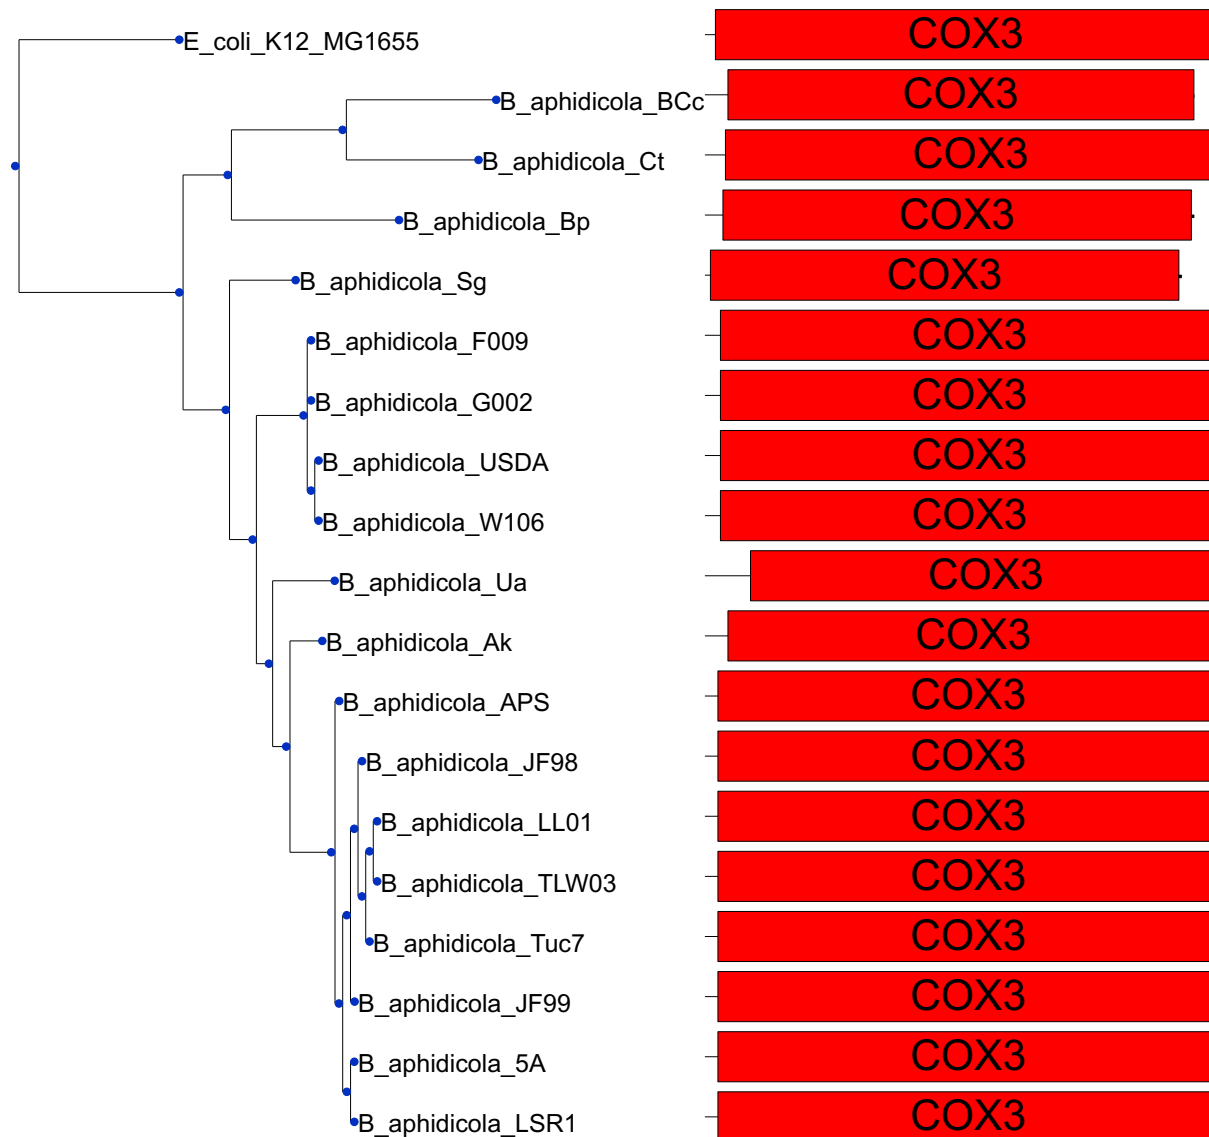 E_coli_K12_MG1655 COX3
B_aphidicola_BCc COX3
B_aphidicola_Ct COX3
B_aphidicola_Bp COX3
B_aphidicola_Sg COX3
B_aphidicola_F009 COX3
B_aphidicola_G002 COX3
B_aphidicola_USDA COX3
B_aphidicola_W106 COX3
B_aphidicola_Ua COX3
B_aphidicola_Ak COX3
B_aphidicola_APS COX3
B_aphidicola_JF98 COX3
B_aphidicola_LL01 COX3
B_aphidicola_TLW03 COX3
B_aphidicola_Tuc7 COX3
B_aphidicola_JF99 COX3
B_aphidicola_5A COX3
B_aphidicola_LSR1 COX3